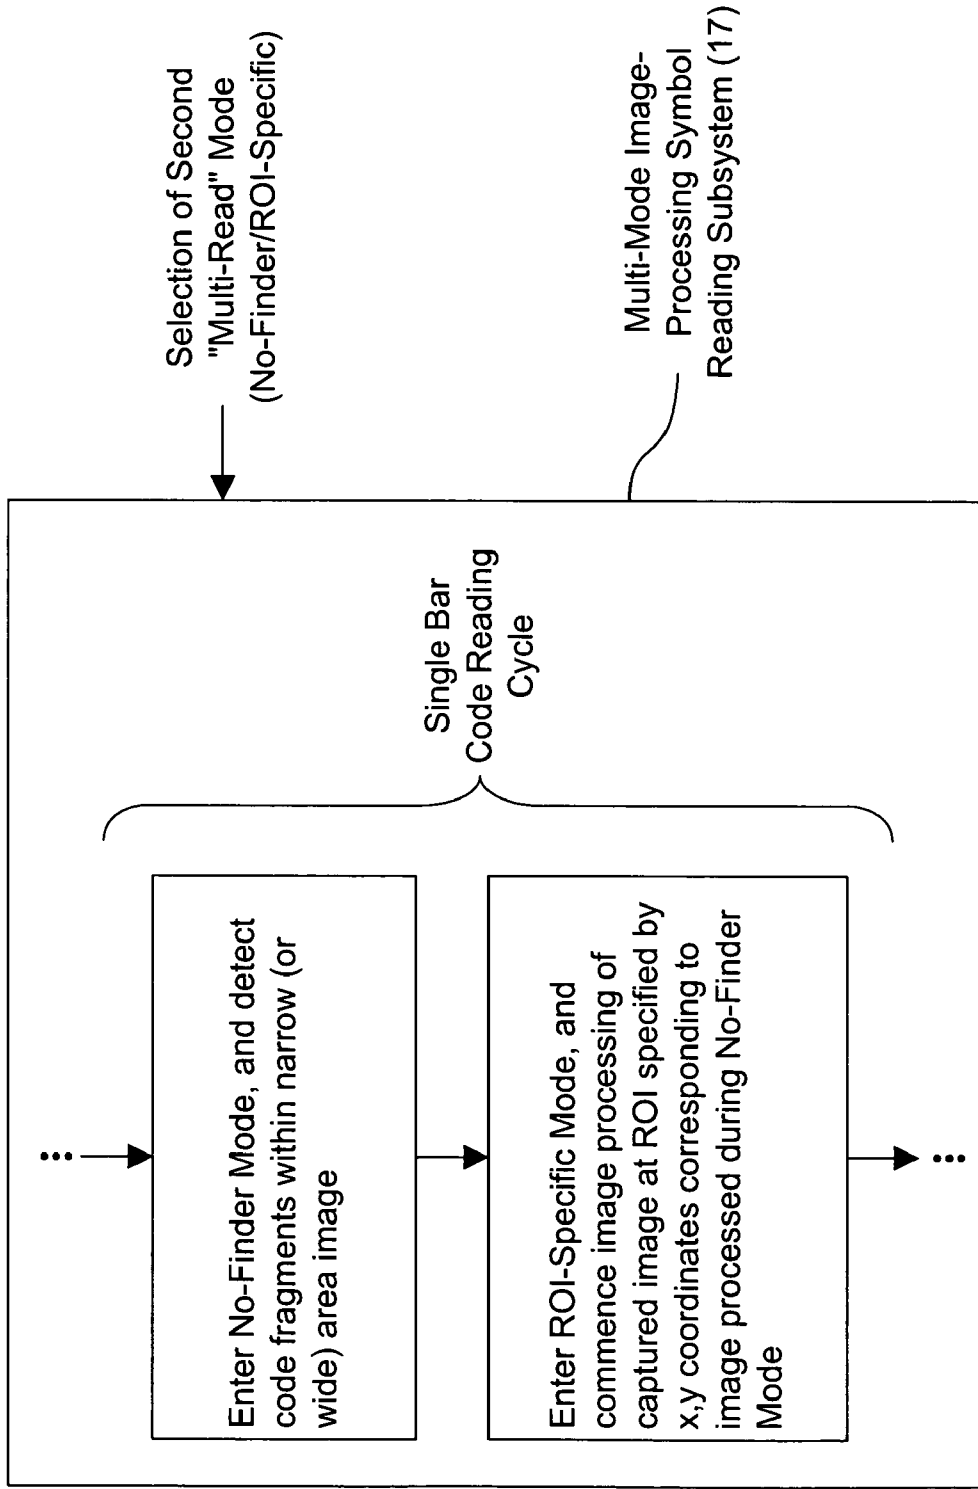 Selection of Second
"Multi-Read" Mode
(No-Finder/ROI-Specific)
Multi-Mode Image-
Processing Symbol
Reading Subsystem (17)
Single Bar
Code Reading
Cycle
Enter No-Finder Mode, and detect
code fragments within narrow (or
wide) area image
Enter ROI-Specific Mode, and
commence image processing of
captured image at ROI specified by
x,y coordinates corresponding to
image processed during No-Finder
Mode